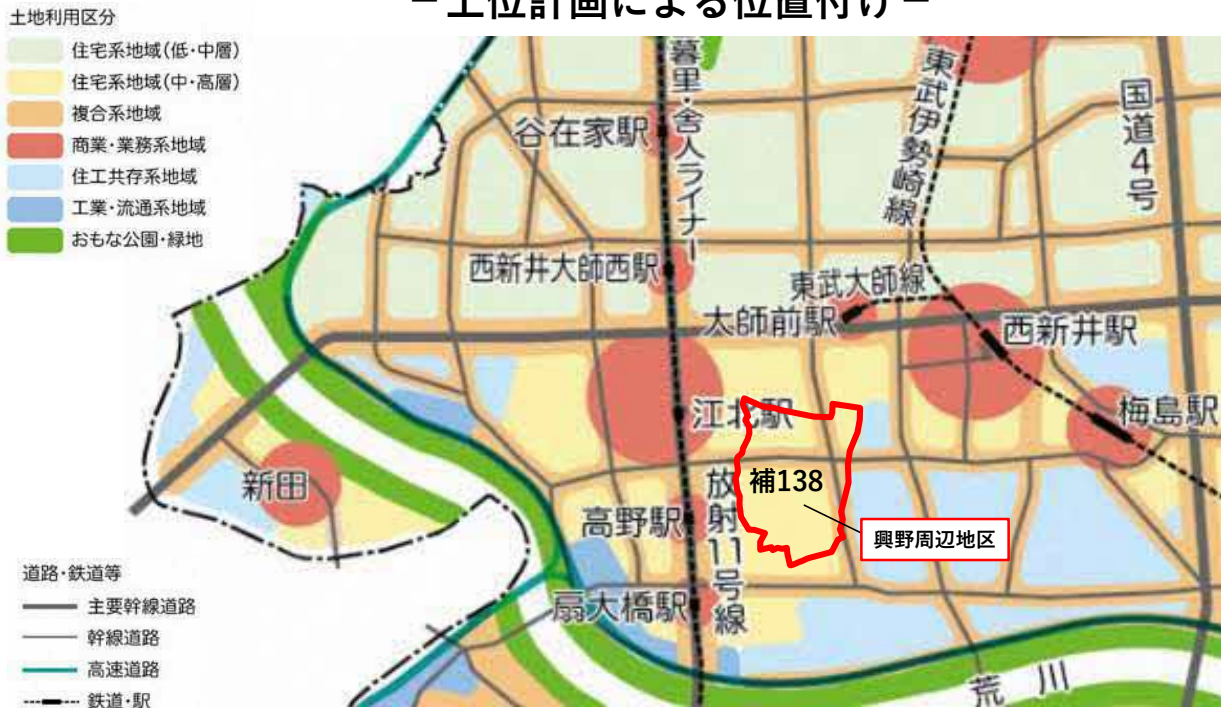 －上位計画による位置付け－
土地利用区分
住宅系地域(低・中層)
住宅系地域(中・高層)
複合系地域
商業・業務系地域
住工共存系地域
工業・流通系地域
おもな公園・緑地
暮里・舎人ライナー
東武伊勢崎線
国道4号
谷在家駅
西新井大師西駅
東武大師線
大師前駅
西新井駅
江北駅
梅島駅
新田
補138
高野駅
放射11号線
興野周辺地区
扇大橋駅
荒川
道路・鉄道等
主要幹線道路
幹線道路
高速道路
鉄道・駅